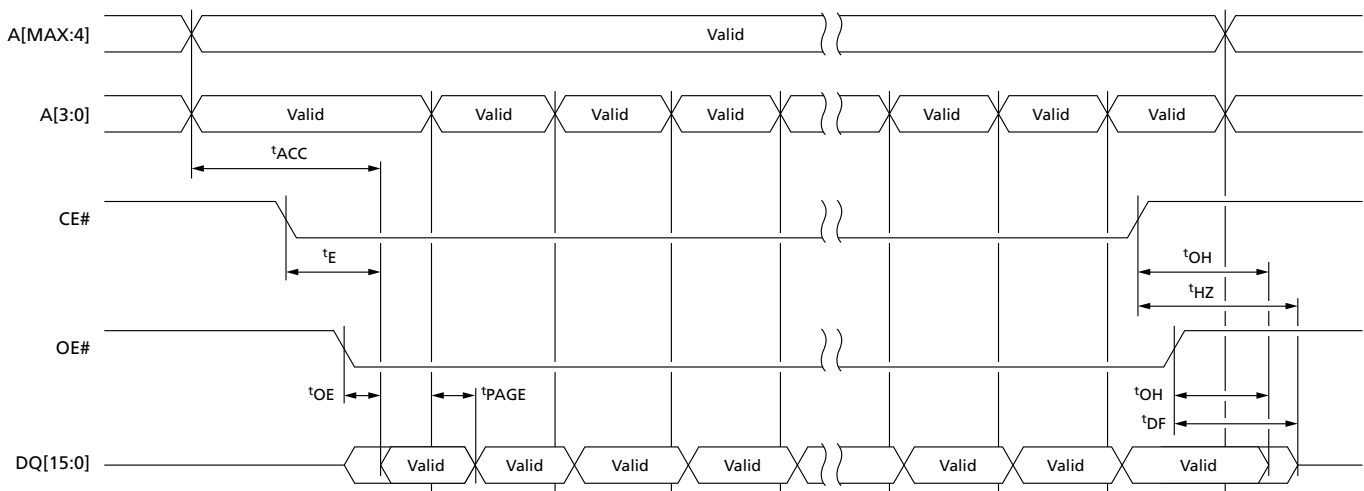 A[MAX:4] Valid
A[3:0] Valid Valid Valid Valid Valid Valid Valid
tACC
CE#
tE tOH
tHZ
OE#
tOE tPAGE tOH
tDF
DQ[15:0] Valid Valid Valid Valid Valid Valid Valid